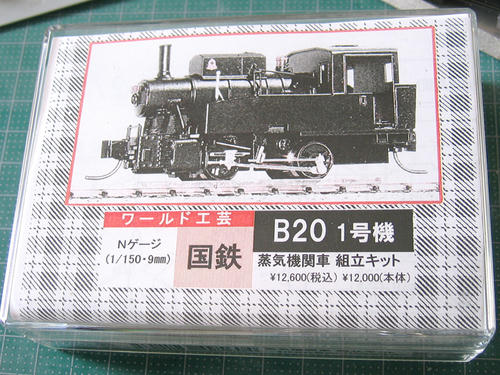 ワールド工芸
B20 1号機
Nゲージ
(1/150・9mm)
国鉄
蒸気機関車 組立キット
¥12,600(税込) ¥12,000(本体)